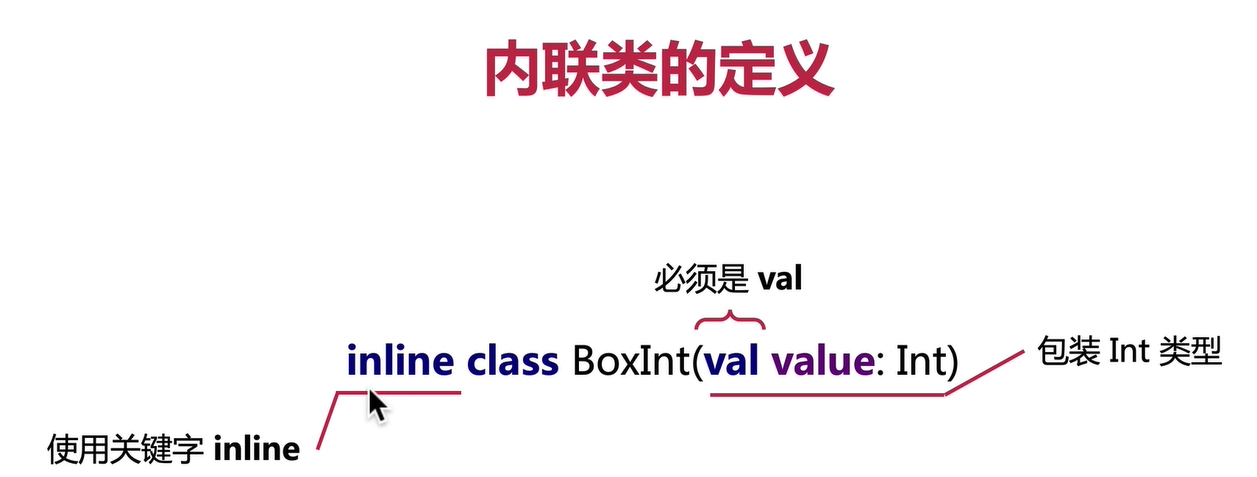 内联类的定义
必须是 val
inline class BoxInt(val value: Int)
包装 Int 类型
使用关键字 inline